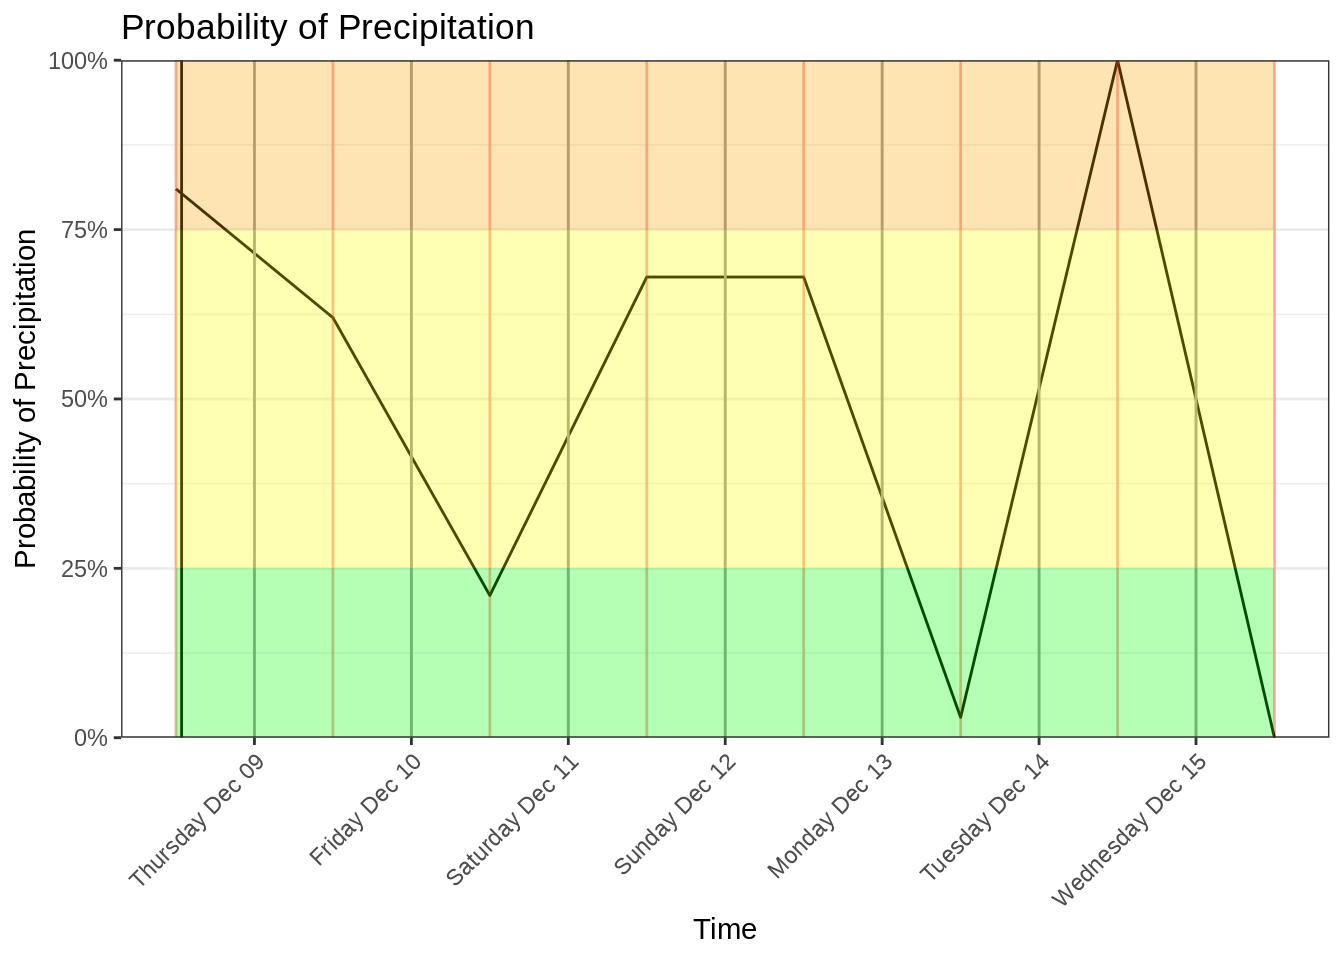 Probability of Precipitation
Probability of Precipitation
100%
75%
50%
25%
0%
Thursday Dec 09
Friday Dec 10
Saturday Dec 11
Sunday Dec 12
Monday Dec 13
Tuesday Dec 14
Wednesday Dec 15
Time